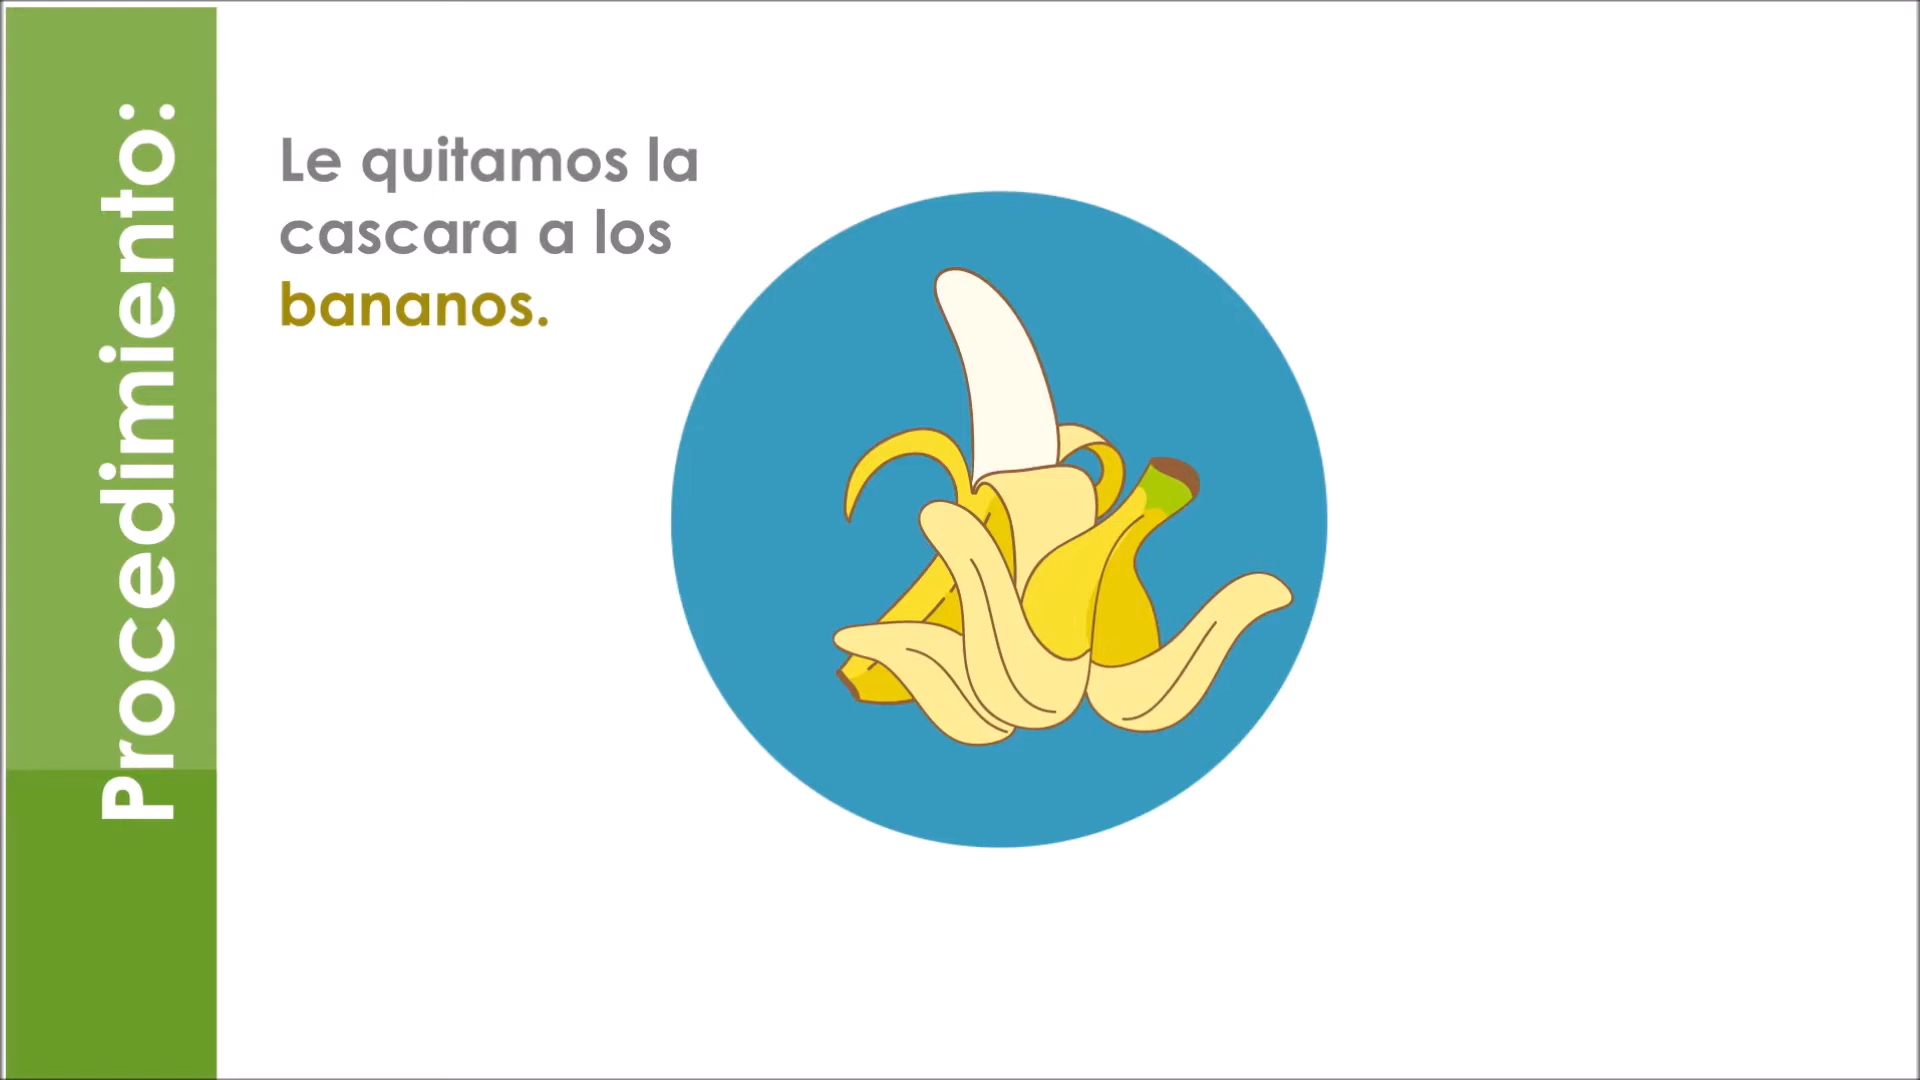 Procedimiento:
Le quitamos la
cascara a los
bananos.